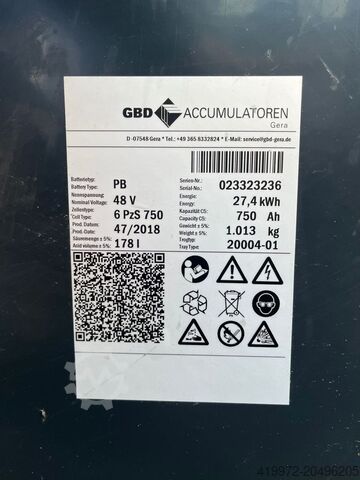 GBD ACCUMULATOREN
Gera
D -07548 Gera * Tel.: +49 365 8332824 * E-Mail: service@gbd-gera.de
Batterietyp: Serien-Nr.:
Battery Type: PB Serial-No.: 023323236
Nennspannung: Energie:
Nominal Voltage: 48 V Energy: 27,4 kWh
Zellentype: Kapazität C5:
Cell Type: 6 PzS 750 Capacity C5: 750 Ah
Prod. Datum: Gewicht ± 5%:
Prod. Date: 47/2018 Weight ± 5%: 1.013 kg
Säuremenge ± 5%: Trogtyp:
Acid volume ± 5%: 178 l Tray Type: 20004-01
Pb
419972-20496205